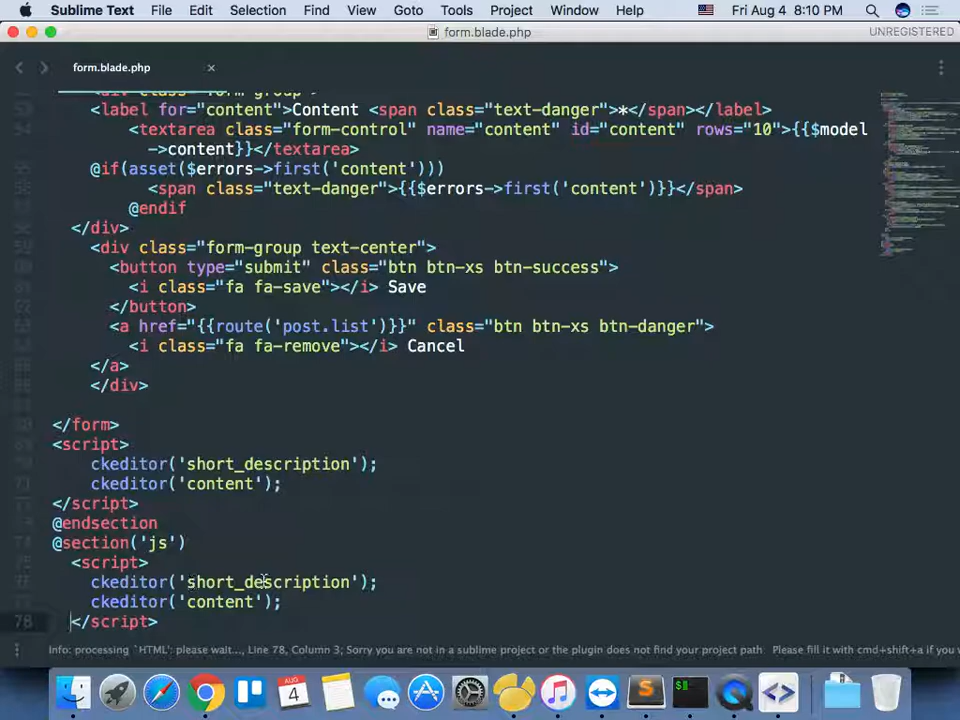 Sublime Text File Edit Selection Find View Goto Tools Project Window Help Fri Aug 4 8:10 PM
form.blade.php UNREGISTERED
form.blade.php ×
<label for="content">Content <span class="text-danger">*</span></label>
<textarea class="form-control" name="content" id="content" rows="10">{{$model
->content}}</textarea>
@if(asset($errors->first('content')))
<span class="text-danger">{{$errors->first('content')}}</span>
@endif
</div>
<div class="form-group text-center">
<button type="submit" class="btn btn-xs btn-success">
<i class="fa fa-save"></i> Save
</button>
<a href="{{route('post.list')}}" class="btn btn-xs btn-danger">
<i class="fa fa-remove"></i> Cancel
</a>
</div>
</form>
<script>
ckeditor('short_description');
ckeditor('content');
</script>
@endsection
@section('js')
<script>
ckeditor('short_description');
ckeditor('content');
78 </script>
Info: processing `HTML': please wait..., Line 78, Column 3; Sorry you are not in a sublime project or the plugin does not find your project path Please fill it with cmd+shift+a if you w